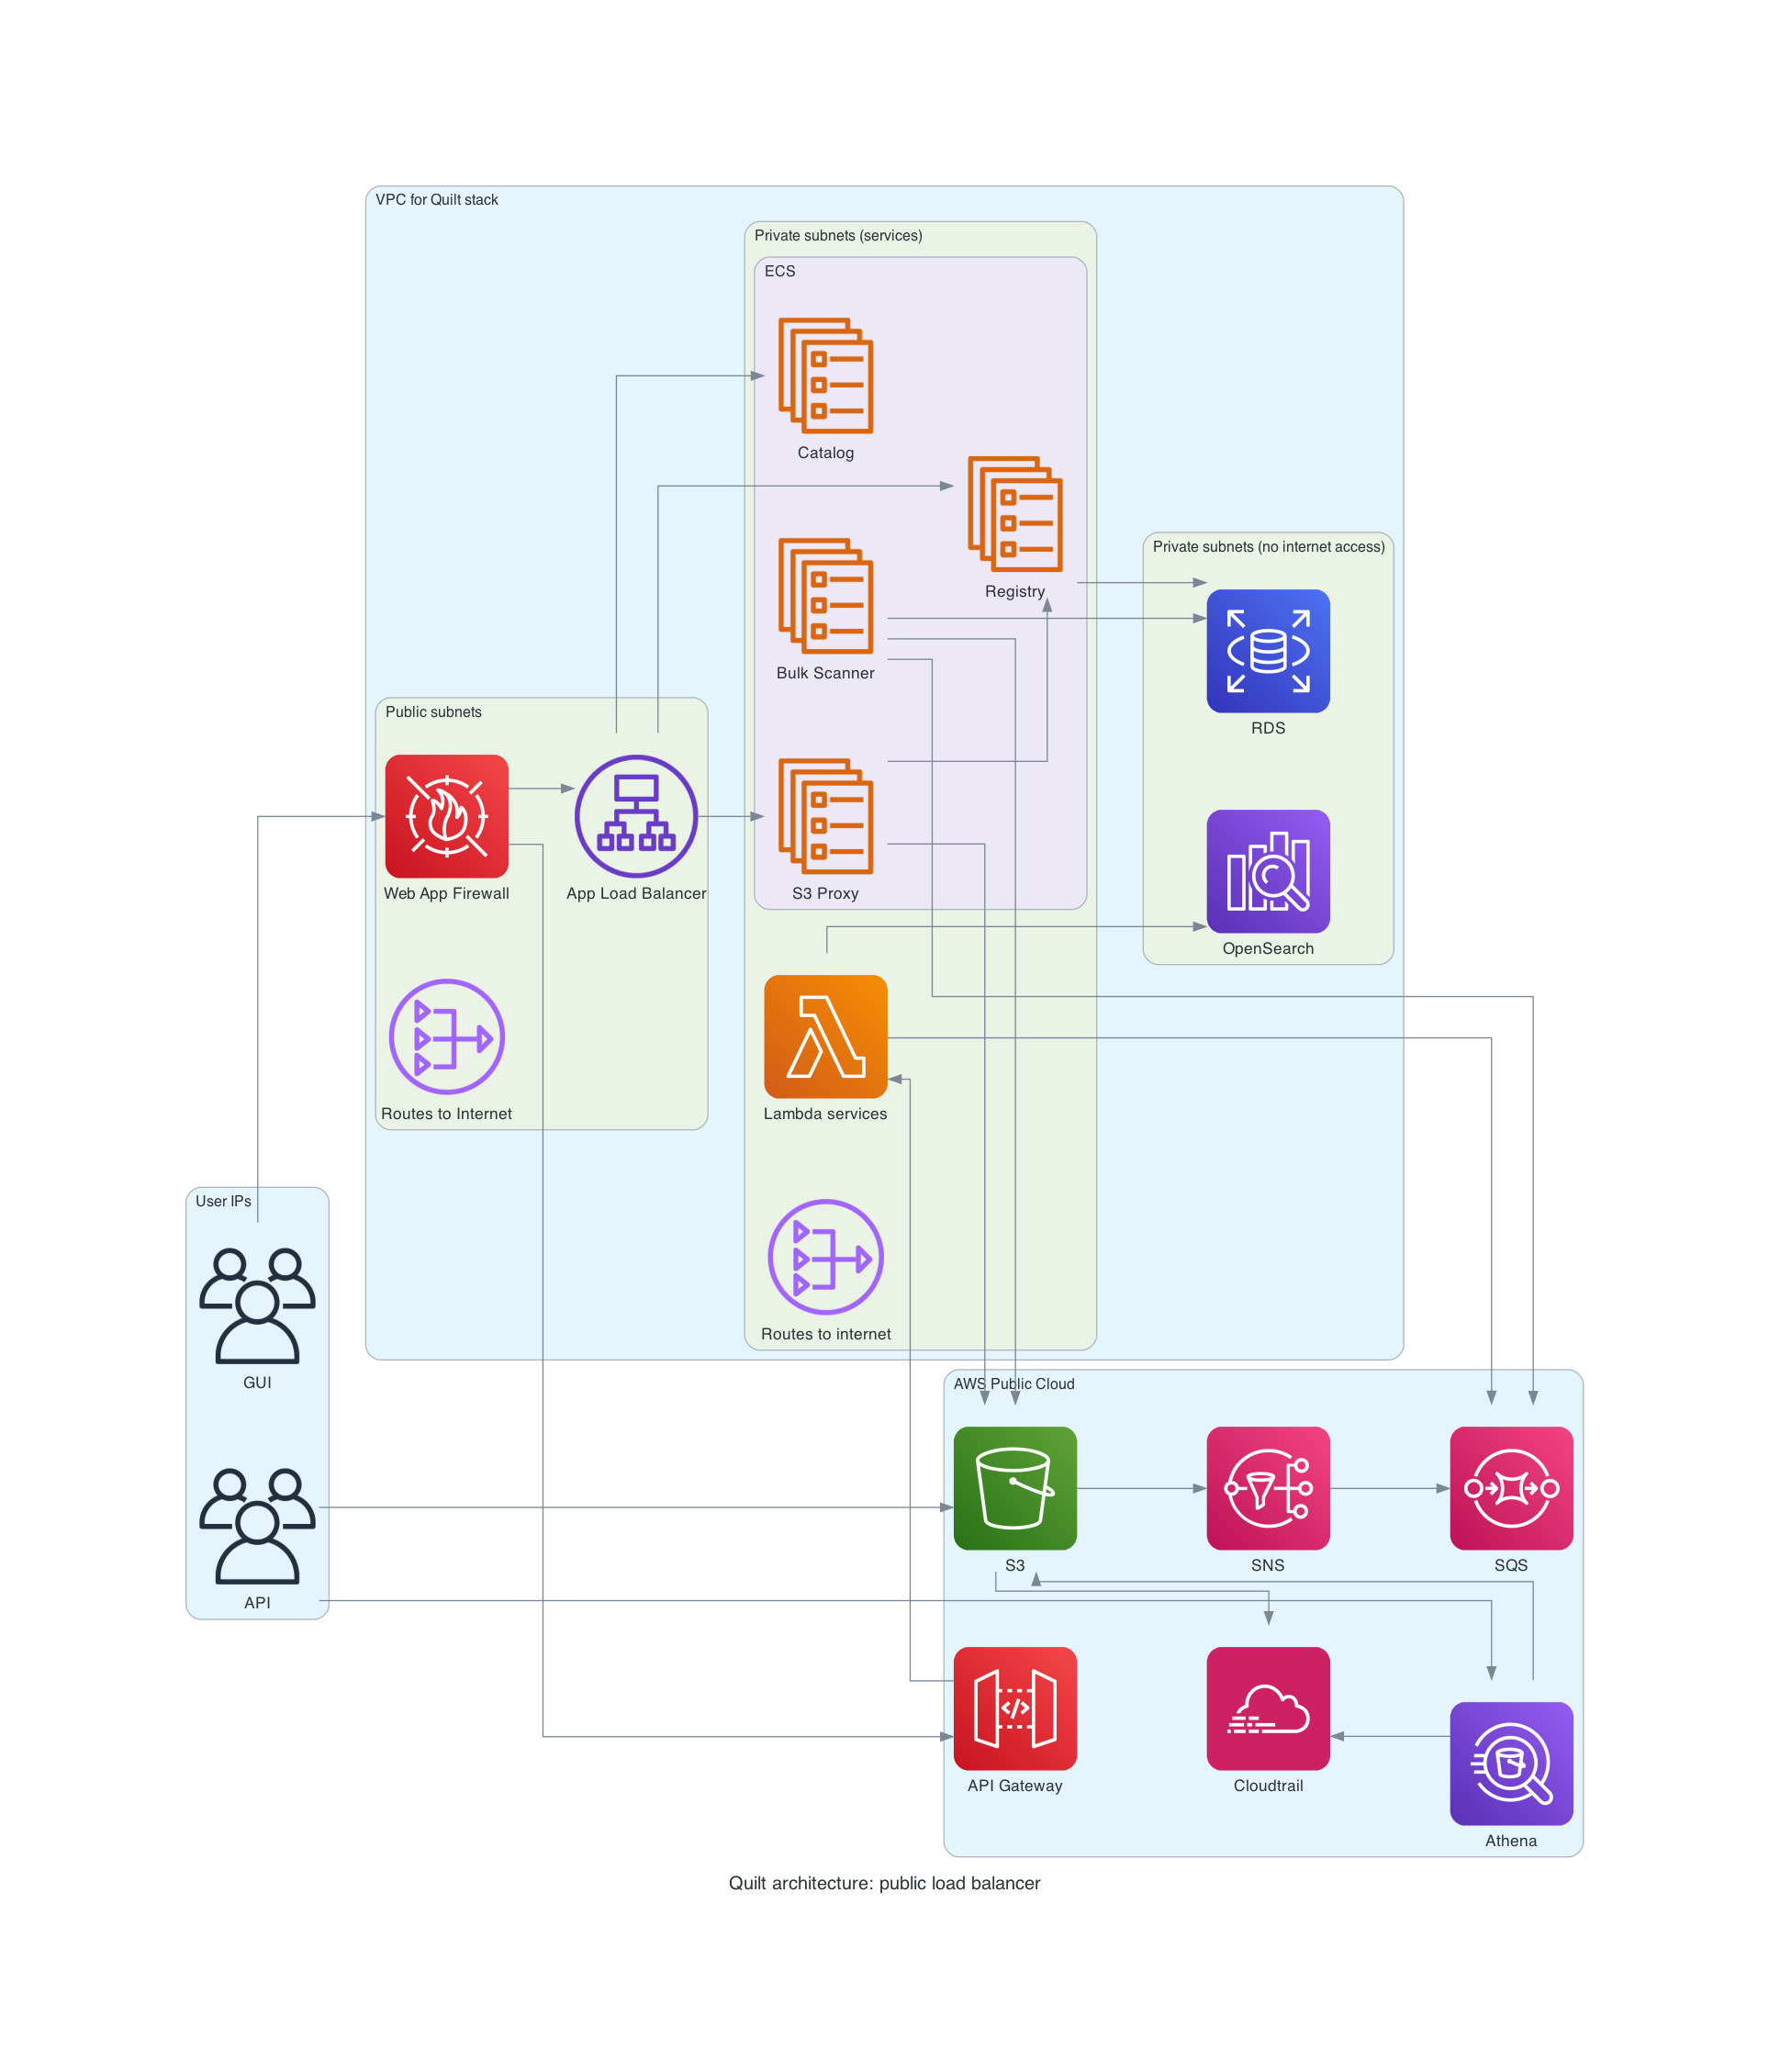 VPC for Quilt stack
Private subnets (services)
ECS
Catalog
Registry
Bulk Scanner
S3 Proxy
Private subnets (no internet access)
RDS
OpenSearch
Public subnets
Web App Firewall
App Load Balancer
Routes to Internet
Lambda services
Routes to internet
User IPs
GUI
API
AWS Public Cloud
S3
SNS
SQS
API Gateway
Cloudtrail
Athena
Quilt architecture: public load balancer